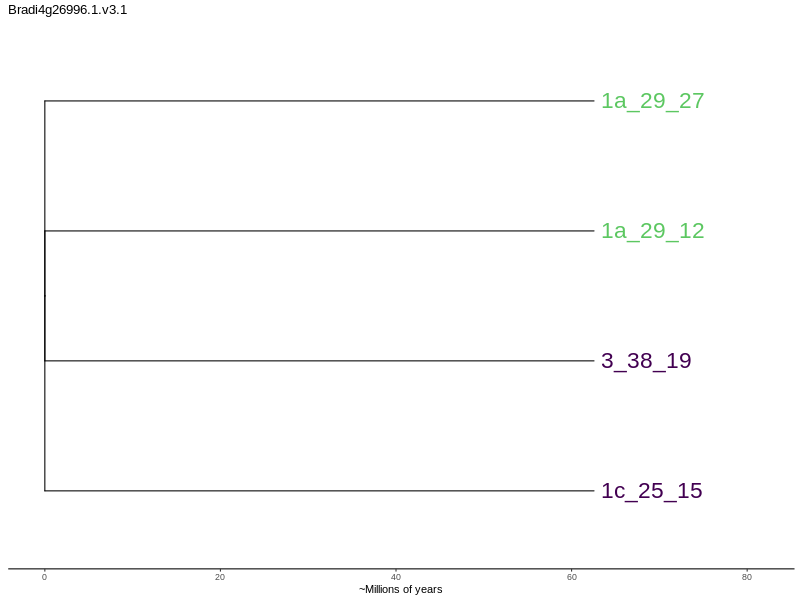 Bradi4g26996.1.v3.1
1a_29_27
1a_29_12
3_38_19
1c_25_15
0 20 40 60 80
~Millions of years